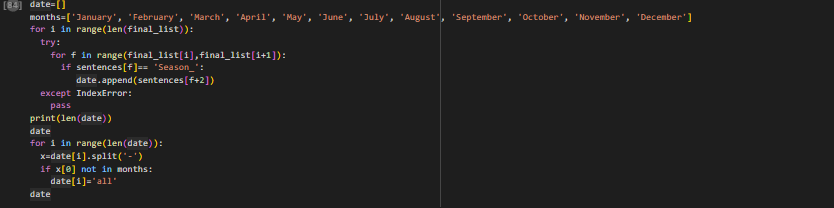 [84] date=[]
months=['January', 'February', 'March', 'April', 'May', 'June', 'July', 'August', 'September', 'October', 'November', 'December']
for i in range(len(final_list)):
  try:
    for f in range(final_list[i],final_list[i+1]):
      if sentences[f]== 'Season_':
         date.append(sentences[f+2])
  except IndexError:
    pass
print(len(date))
date
for i in range(len(date)):
  x=date[i].split('-')
  if x[0] not in months:
    date[i]='all'
date